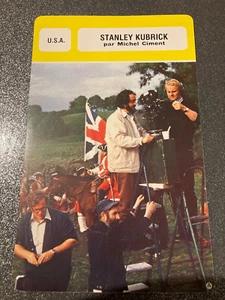 U.S.A.
STANLEY KUBRICK
par Michel Ciment